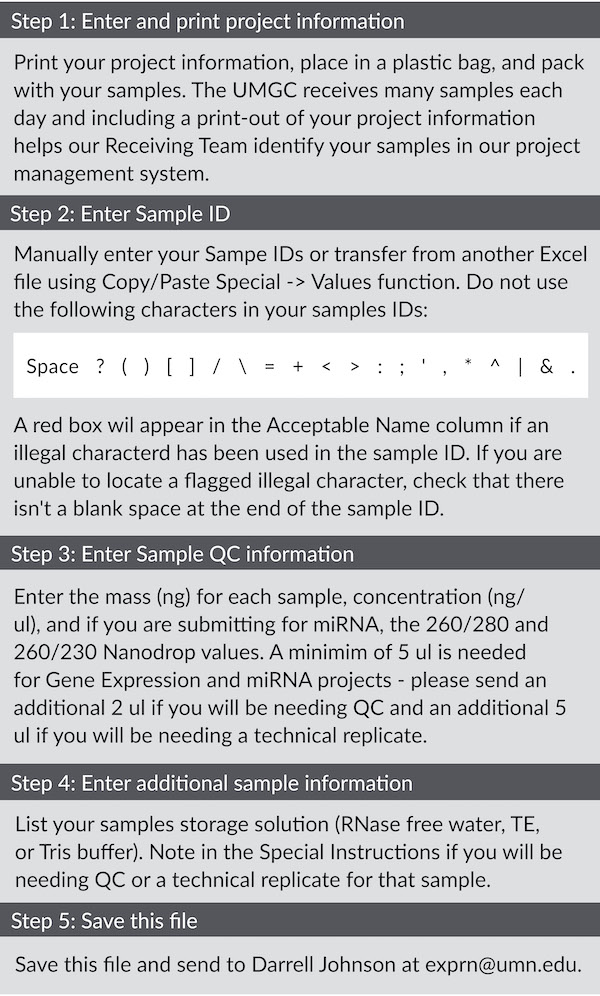 Step 1: Enter and print project information
Print your project information, place in a plastic bag, and pack
with your samples. The UMGC receives many samples each
day and including a print-out of your project information
helps our Receiving Team identify your samples in our project
management system.
Step 2: Enter Sample ID
Manually enter your Sampe IDs or transfer from another Excel
file using Copy/Paste Special -> Values function. Do not use
the following characters in your samples IDs:
Space ? ( ) [ ] / \ = + < > : ; ' , * ^ | & .
A red box wil appear in the Acceptable Name column if an
illegal characterd has been used in the sample ID. If you are
unable to locate a flagged illegal character, check that there
isn't a blank space at the end of the sample ID.
Step 3: Enter Sample QC information
Enter the mass (ng) for each sample, concentration (ng/
ul), and if you are submitting for miRNA, the 260/280 and
260/230 Nanodrop values. A minimim of 5 ul is needed
for Gene Expression and miRNA projects - please send an
additional 2 ul if you will be needing QC and an additional 5
ul if you will be needing a technical replicate.
Step 4: Enter additional sample information
List your samples storage solution (RNase free water, TE,
or Tris buffer). Note in the Special Instructions if you will be
needing QC or a technical replicate for that sample.
Step 5: Save this file
Save this file and send to Darrell Johnson at exprn@umn.edu.